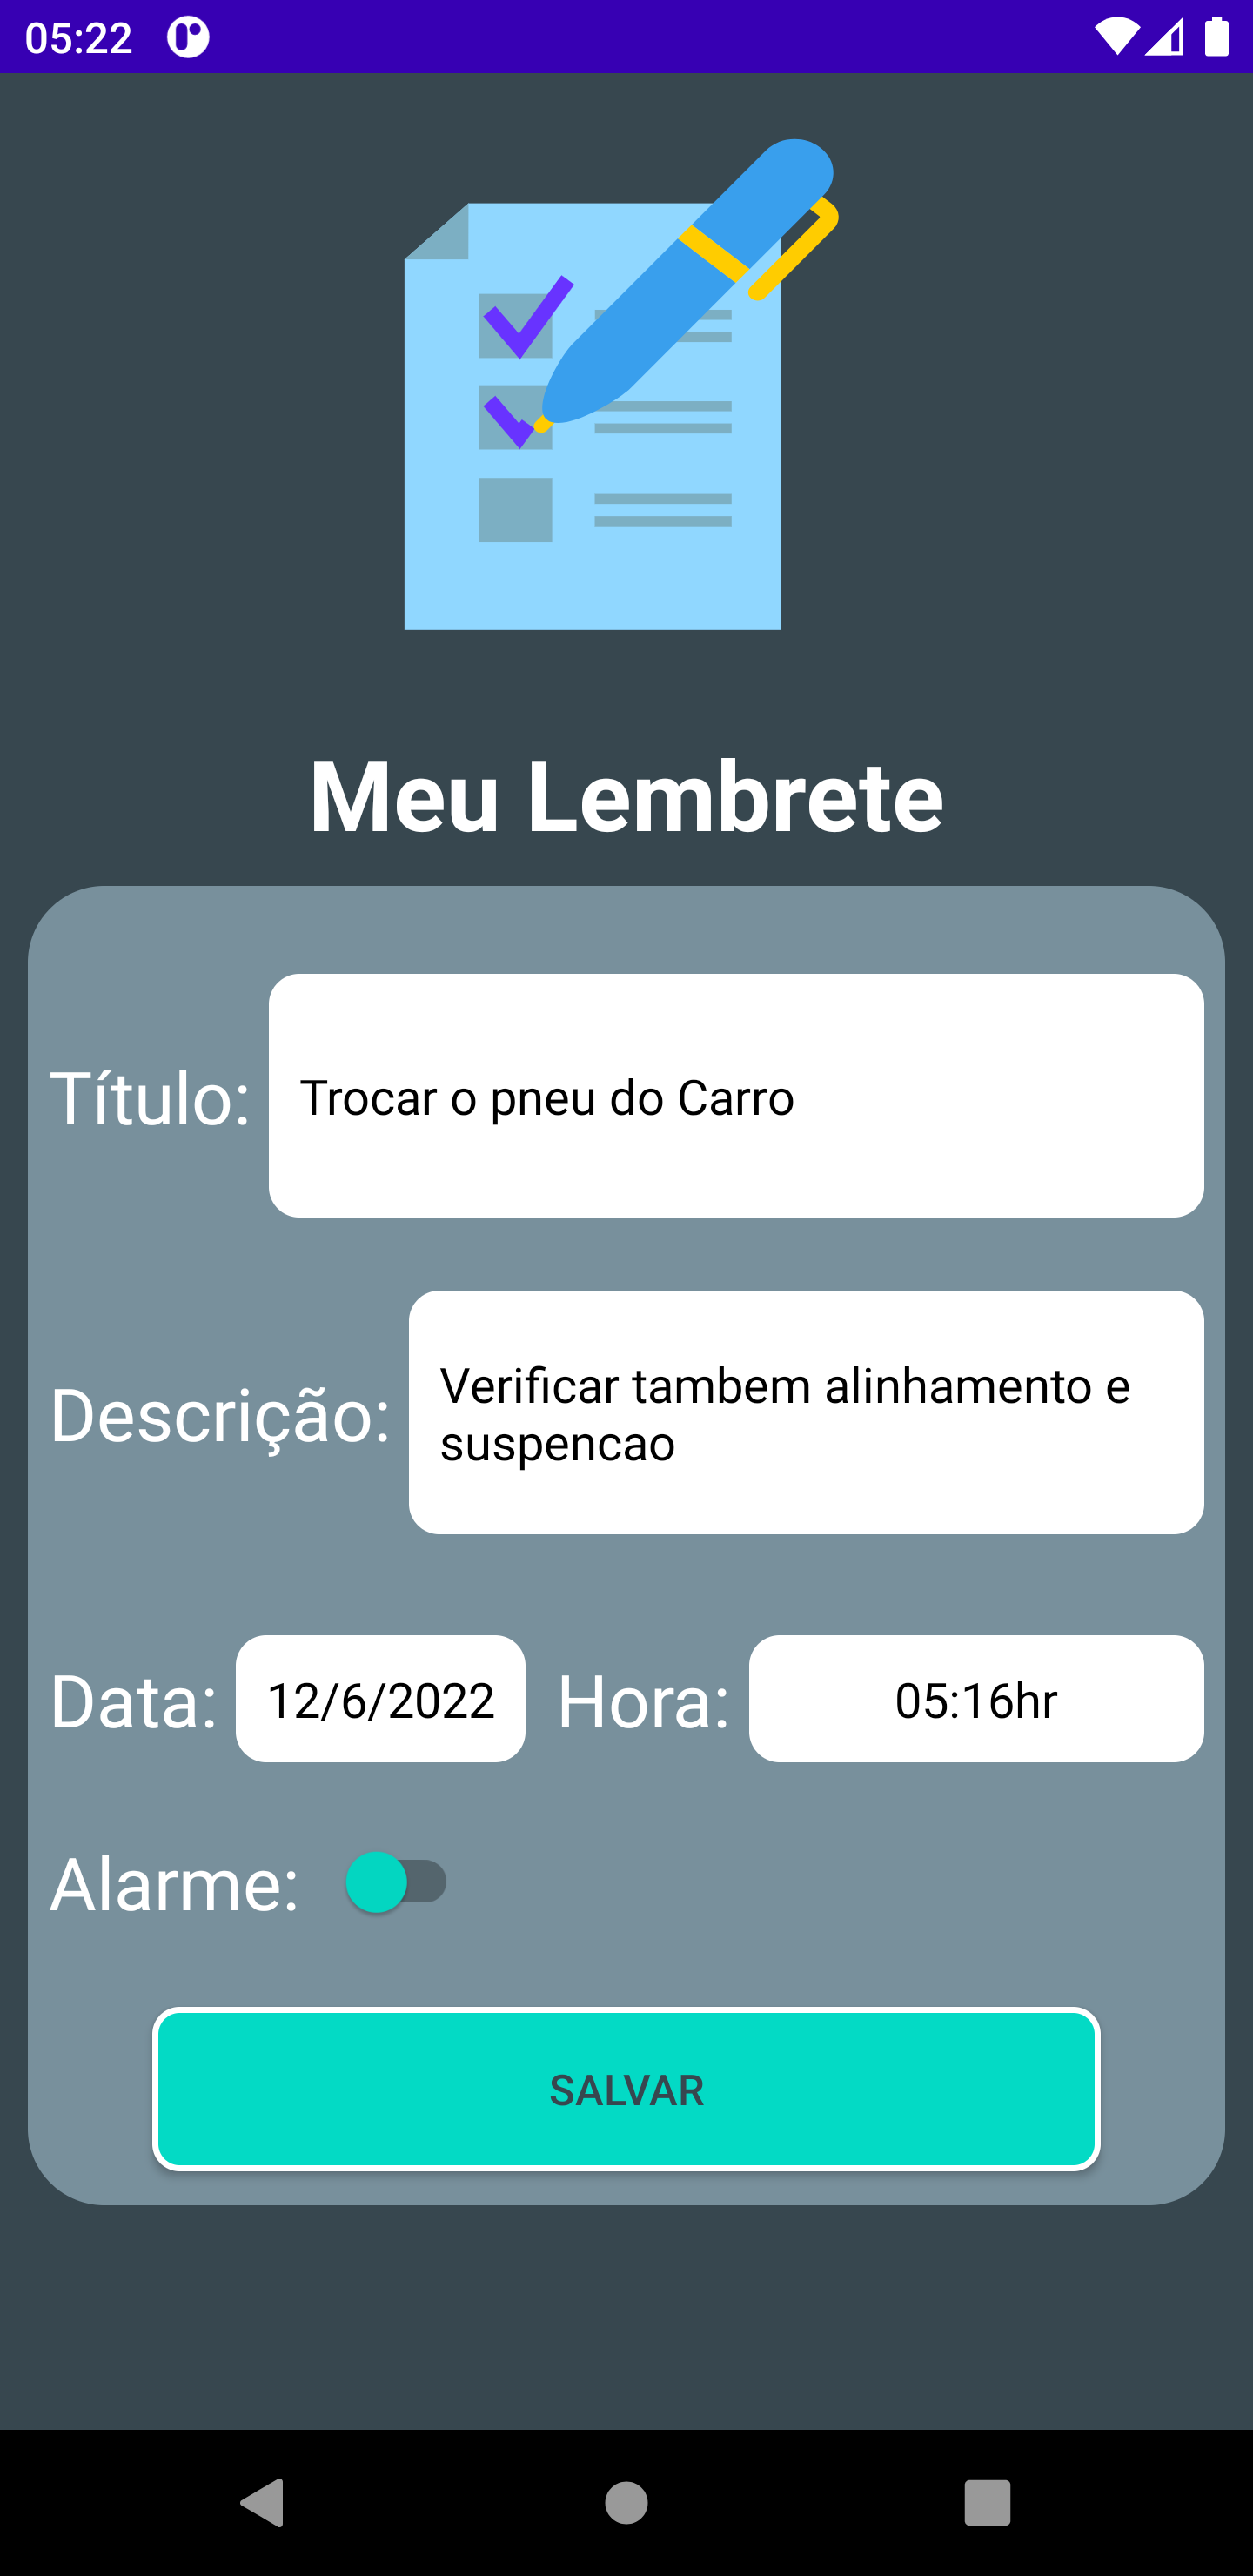 05:22
Meu Lembrete
Título:
Trocar o pneu do Carro
Descrição:
Verificar tambem alinhamento e
suspencao
Data:
12/6/2022
Hora:
05:16hr
Alarme:
SALVAR